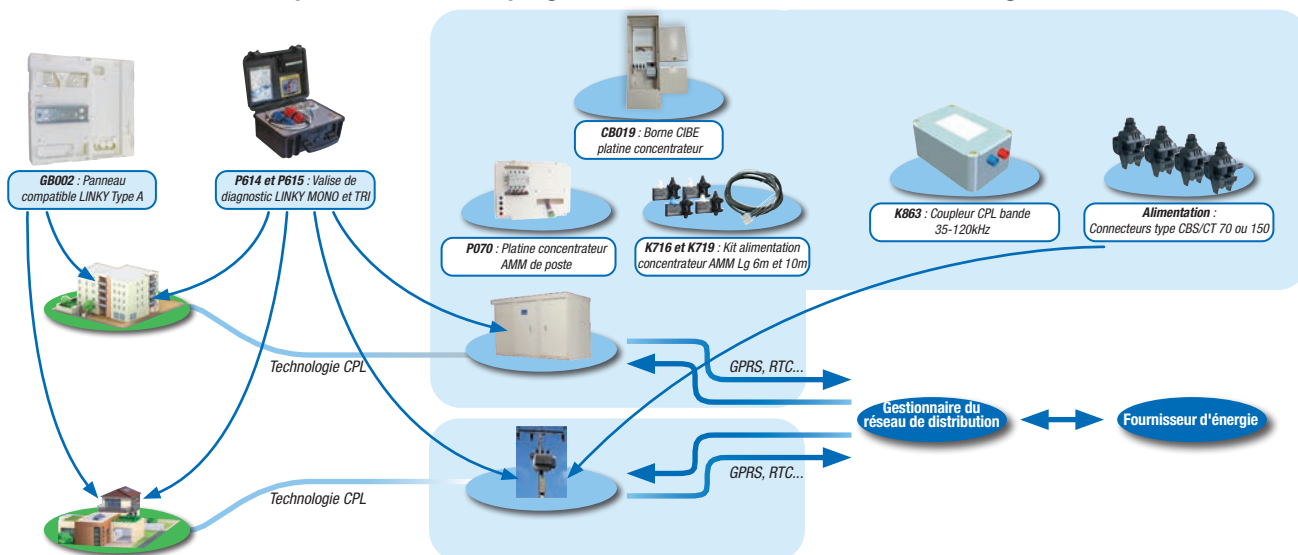 CB019 : Borne CIBE
platine concentrateur
GB002 : Panneau
compatible LINKY Type A
P614 et P615 : Valise de
diagnostic LINKY MONO et TRI
K863 : Coupleur CPL bande
35-120kHz
Alimentation :
Connecteurs type CBS/CT 70 ou 150
P070 : Platine concentrateur
AMM de poste
K716 et K719 : Kit alimentation
concentrateur AMM Lg 6m et 10m
Technologie CPL
GPRS, RTC...
Gestionnaire du
réseau de distribution
Fournisseur d'énergie
GPRS, RTC...
Technologie CPL